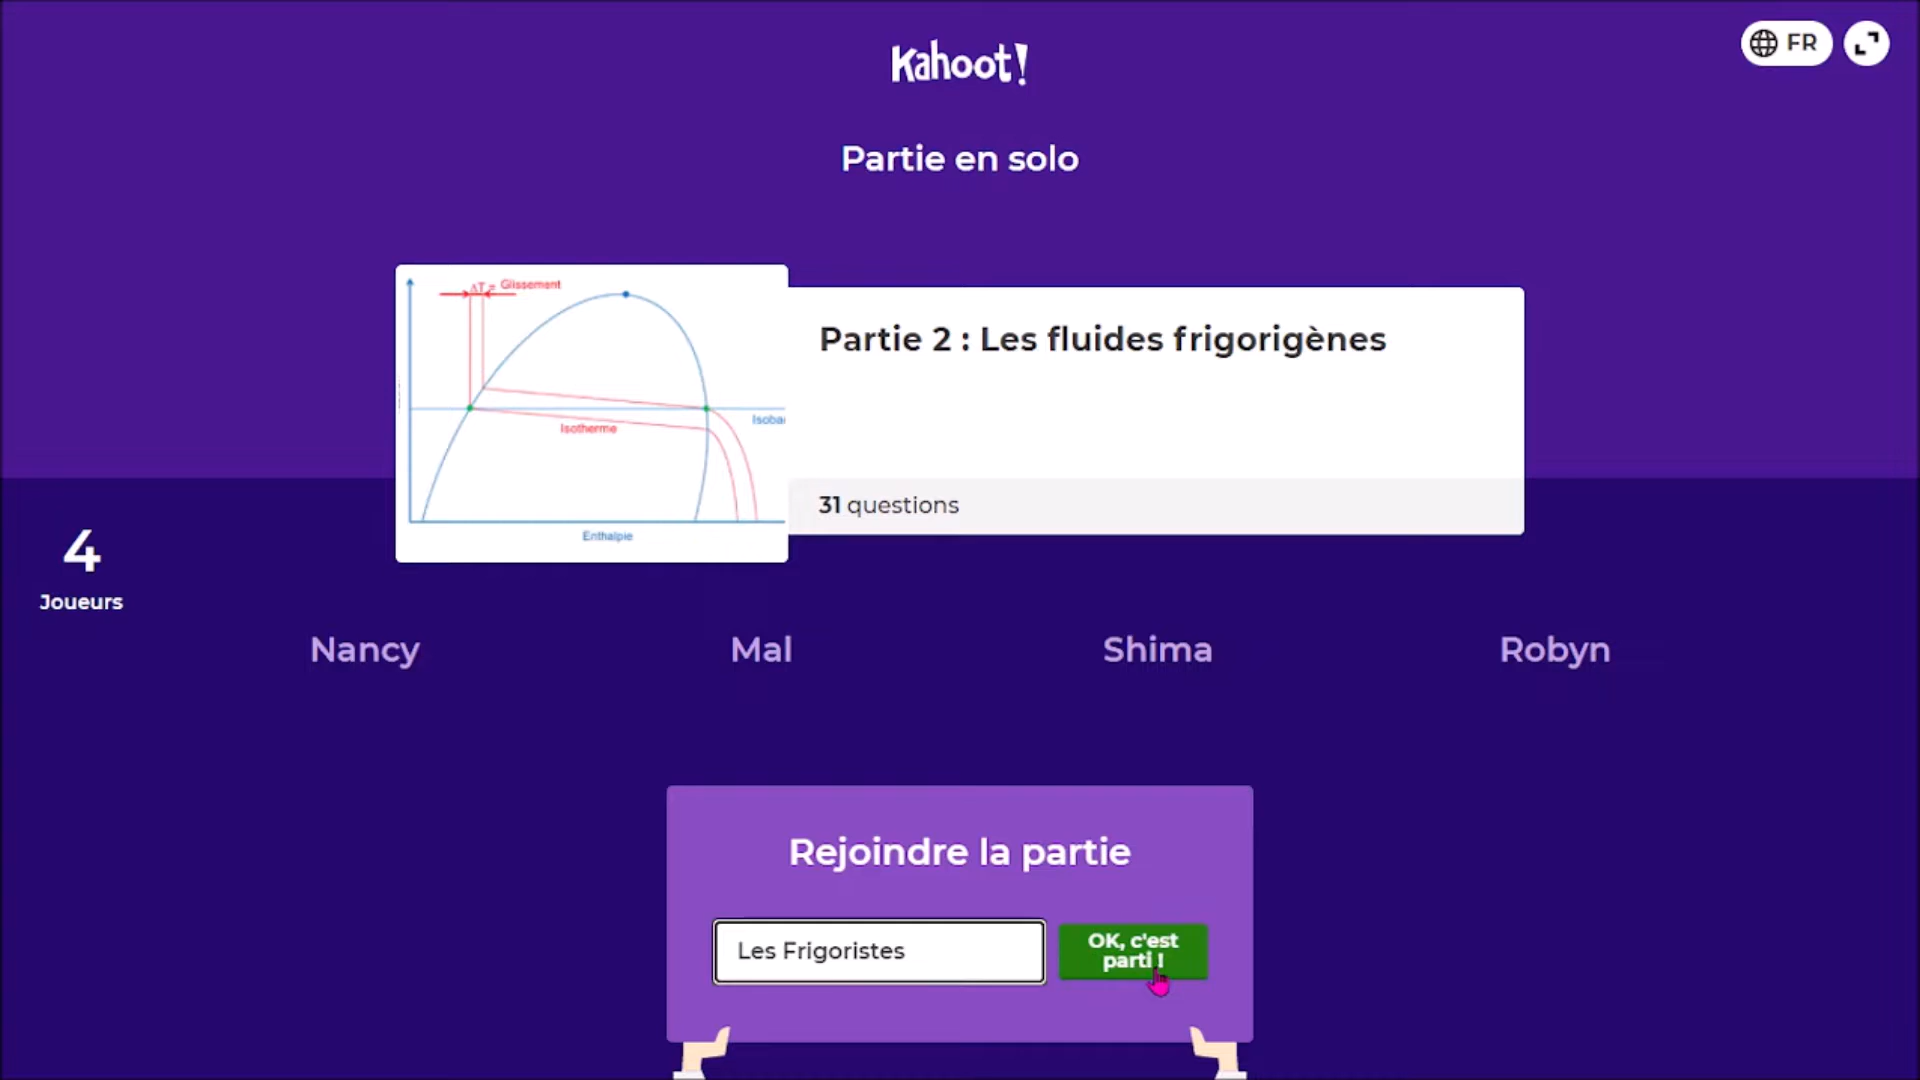 Kahoot!
FR
Partie en solo
ΔT = Glissement
Isobar
Isotherme
Enthalpie
Partie 2 : Les fluides frigorigènes
31 questions
4
Joueurs
Nancy
Mal
Shima
Robyn
Rejoindre la partie
Les Frigoristes
OK, c'est
parti !